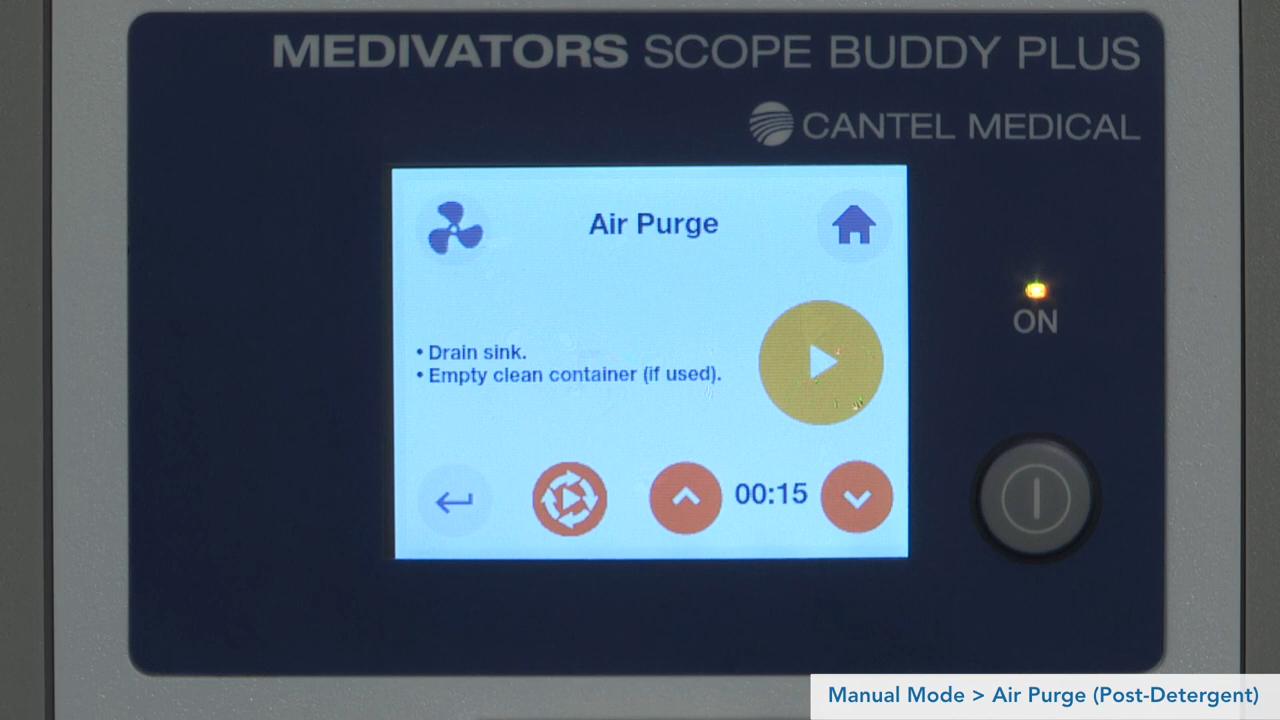 MEDIVATORS SCOPE BUDDY PLUS
CANTEL MEDICAL
Air Purge
• Drain sink.
• Empty clean container (if used).
00:15
ON
Manual Mode > Air Purge (Post-Detergent)